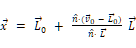 x⃗ = L⃗₀ + n̂·(v⃗₀ − L⃗₀) / n̂·L⃗ L⃗